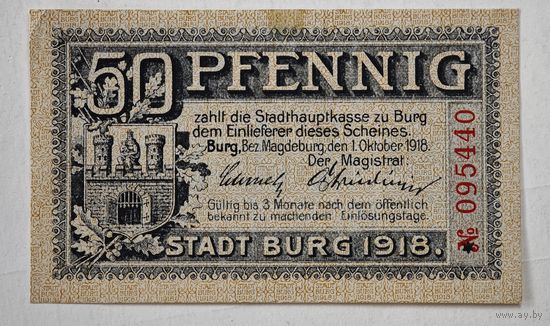 50 PFENNIG
zahlt die Stadthauptkasse zu Burg
dem Einlieferer dieses Scheines.
Burg, Bez. Magdeburg, den 1. Oktober 1918.
Der Magistrat:
Gültig bis 3 Monate nach dem öffentlich
bekannt zu machenden Einlösungstage.
STADT BURG 1918.
№ 095440
www.ay.by